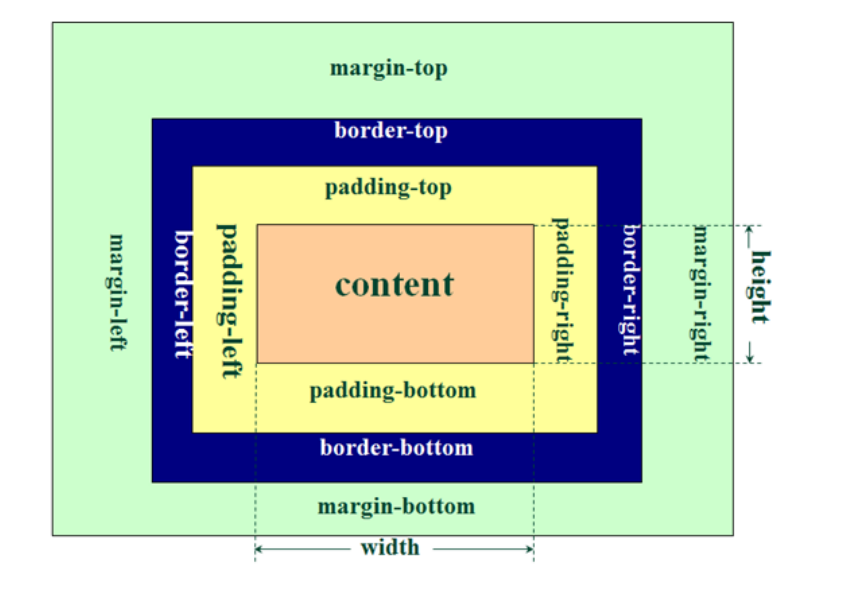 margin-top
border-top
padding-top
margin-left
border-left
padding-left
content
padding-right
border-right
margin-right
height
padding-bottom
border-bottom
margin-bottom
width